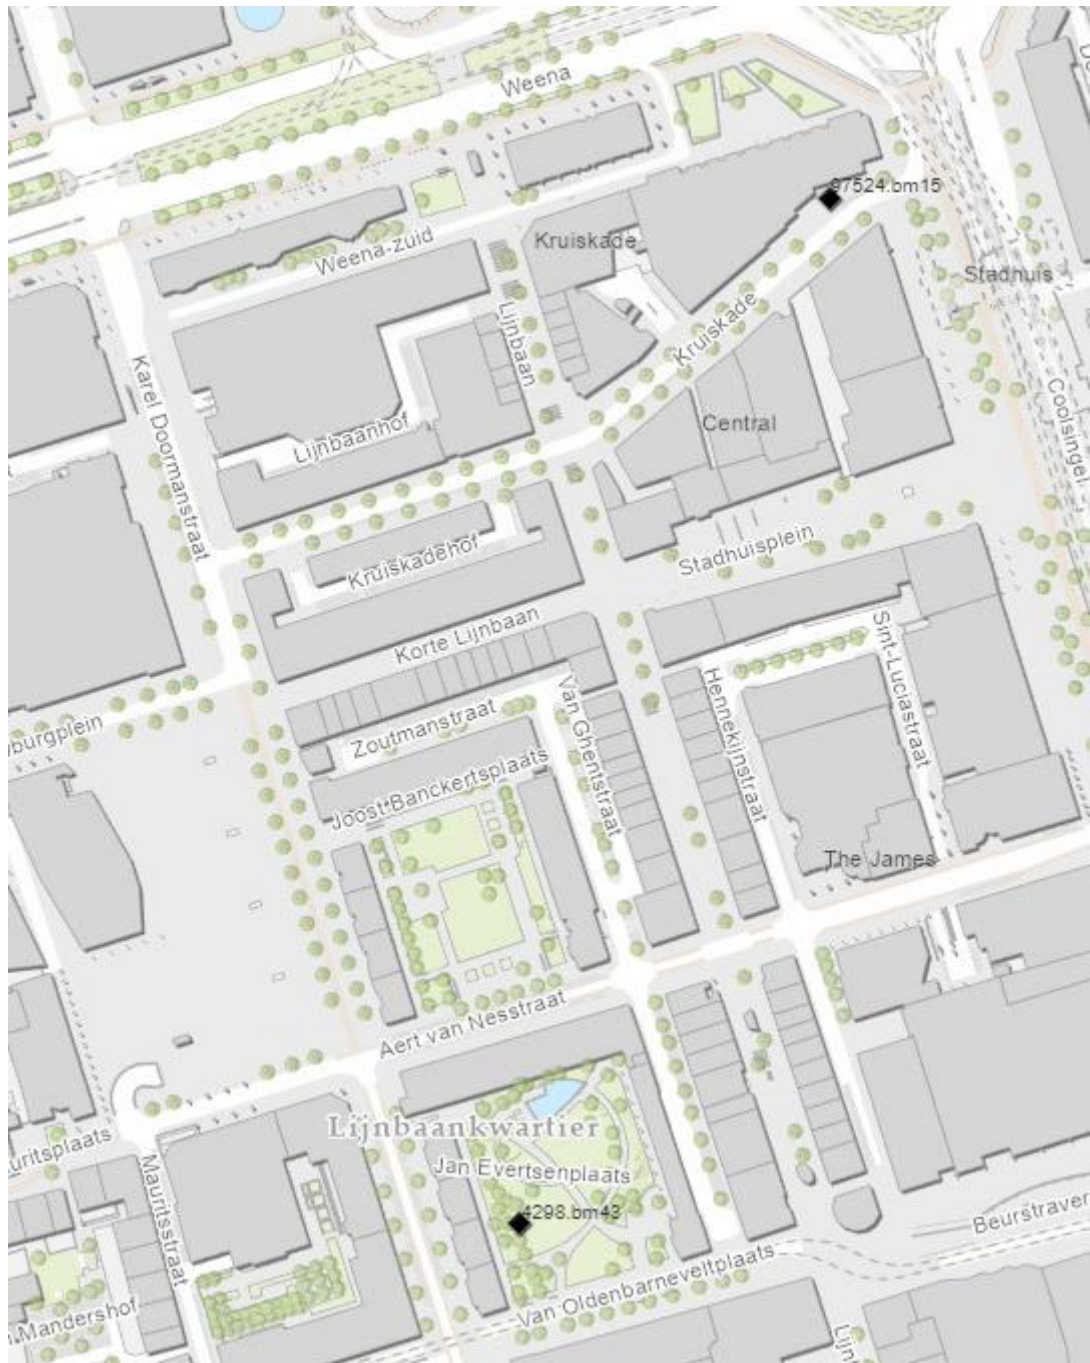 Weena
97524.bm15
Kruiskade
Weena-zuid
Stadhuis
Lijnbaan
Kruiskade
Karel Doormanstraat
Coolsingel
Central
Lijnbaanhof
Stadhuisplein
Kruiskadehof
Korte Lijnbaan
Sint-Luciastraat
Hennekijnstraat
Van Ghentstraat
Zoutmanstraat
burgplein
Joost Banckertsplaats
The James
Aert van Nesstraat
Lijnbaankwartier
uritsplaats
Jan Evertsenplaats
Mauritsstraat
4298.bm43
Beurstraver
Van Oldenbarneveltplaats
Mandershof
Lijn